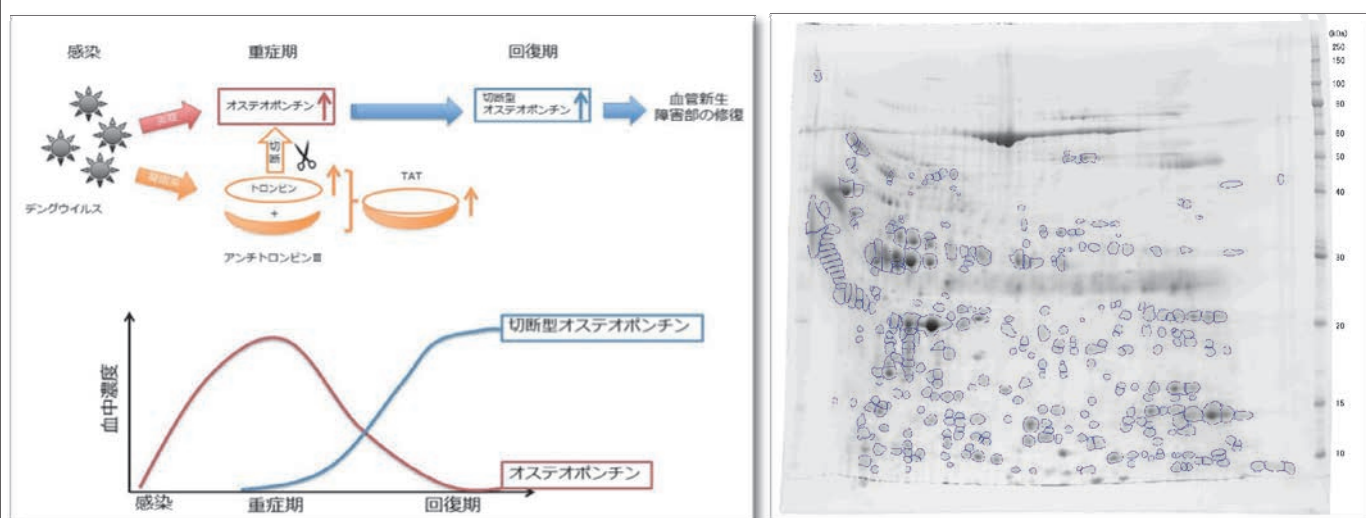 感染
重症期
回復期
オステオポンチン
切断型
オステオポンチン
血管新生
障害部の修復
炎症
切断
凝固系
トロンビン
+
TAT
デングウイルス
アンチトロンビンⅢ
血中濃度
切断型オステオポンチン
オステオポンチン
感染
重症期
回復期
(kDa)
250
150
100
80
60
50
40
30
20
15
10